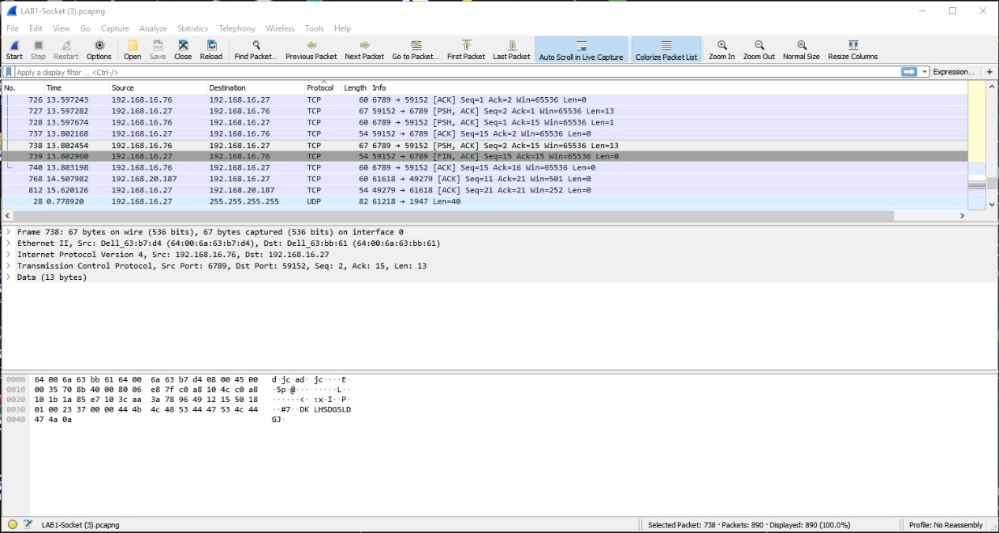 LAB1-Socket (3).pcapng
File Edit View Go Capture Analyze Statistics Telephony Wireless Tools Help
Start Stop Restart Options Open Save Close Reload Find Packet... Previous Packet Next Packet Go to Packet... First Packet Last Packet Auto Scroll in Live Capture Colorize Packet List Zoom In Zoom Out Normal Size Resize Columns
Apply a display filter ... <Ctrl-/> Expression... +
No. Time Source Destination Protocol Length Info
726 13.597243 192.168.16.76 192.168.16.27 TCP 60 6789 → 59152 [ACK] Seq=1 Ack=2 Win=65536 Len=0
727 13.597282 192.168.16.27 192.168.16.76 TCP 67 59152 → 6789 [PSH, ACK] Seq=2 Ack=1 Win=65536 Len=13
728 13.597674 192.168.16.76 192.168.16.27 TCP 60 6789 → 59152 [PSH, ACK] Seq=1 Ack=15 Win=65536 Len=1
737 13.802168 192.168.16.27 192.168.16.76 TCP 54 59152 → 6789 [ACK] Seq=15 Ack=2 Win=65536 Len=0
738 13.802454 192.168.16.76 192.168.16.27 TCP 67 6789 → 59152 [PSH, ACK] Seq=2 Ack=15 Win=65536 Len=13
739 13.802960 192.168.16.27 192.168.16.76 TCP 54 59152 → 6789 [FIN, ACK] Seq=15 Ack=15 Win=65536 Len=0
740 13.803198 192.168.16.76 192.168.16.27 TCP 60 6789 → 59152 [ACK] Seq=15 Ack=16 Win=65536 Len=0
768 14.507982 192.168.20.187 192.168.16.27 TCP 60 61618 → 49279 [ACK] Seq=11 Ack=21 Win=501 Len=0
812 15.620126 192.168.16.27 192.168.20.187 TCP 54 49279 → 61618 [ACK] Seq=21 Ack=21 Win=252 Len=0
28 0.778920 192.168.16.27 255.255.255.255 UDP 82 61218 → 1947 Len=40
Frame 738: 67 bytes on wire (536 bits), 67 bytes captured (536 bits) on interface 0
Ethernet II, Src: Dell_63:b7:d4 (64:00:6a:63:b7:d4), Dst: Dell_63:bb:61 (64:00:6a:63:bb:61)
Internet Protocol Version 4, Src: 192.168.16.76, Dst: 192.168.16.27
Transmission Control Protocol, Src Port: 6789, Dst Port: 59152, Seq: 2, Ack: 15, Len: 13
Data (13 bytes)
0000 64 00 6a 63 bb 61 64 00 6a 63 b7 d4 08 00 45 00 d·jc·ad· jc····E·
0010 00 35 70 8b 40 00 80 06 e8 7f c0 a8 10 4c c0 a8 ·5p·@··· ·····L··
0020 10 1b 1a 85 e7 10 3c aa 3a 78 96 49 12 15 50 18 ······<· :x·I··P·
0030 01 00 23 37 00 00 44 4b 4c 48 53 44 47 53 4c 44 ··#7··DK LHSDGSLD
0040 47 4a 0a GJ·
LAB1-Socket (3).pcapng Selected Packet: 738 · Packets: 890 · Displayed: 890 (100.0%) Profile: No Reassembly